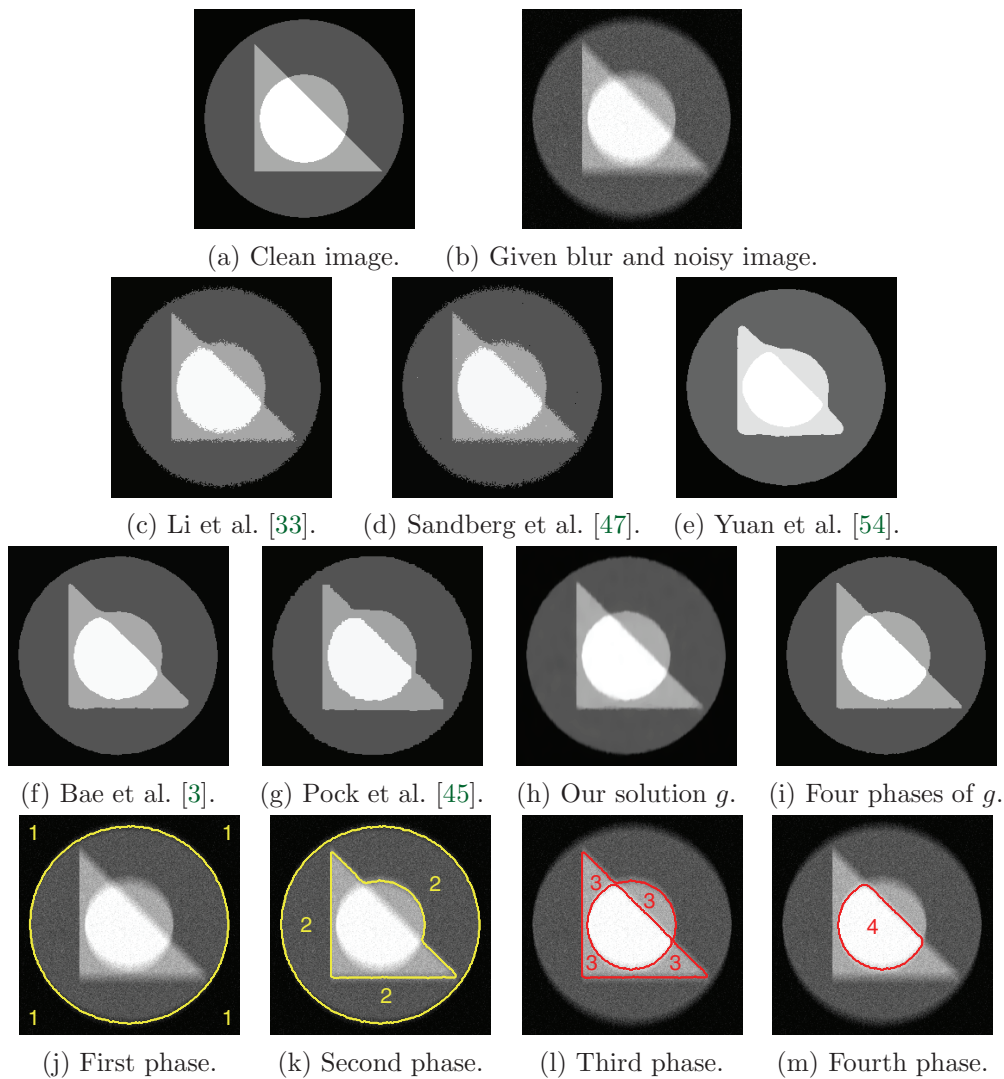 (a) Clean image. (b) Given blur and noisy image.
(c) Li et al. [33]. (d) Sandberg et al. [47]. (e) Yuan et al. [54].
(f) Bae et al. [3]. (g) Pock et al. [45]. (h) Our solution g. (i) Four phases of g.
1 1
2
3
3
2
4
3 3
2
1 1
(j) First phase. (k) Second phase. (l) Third phase. (m) Fourth phase.